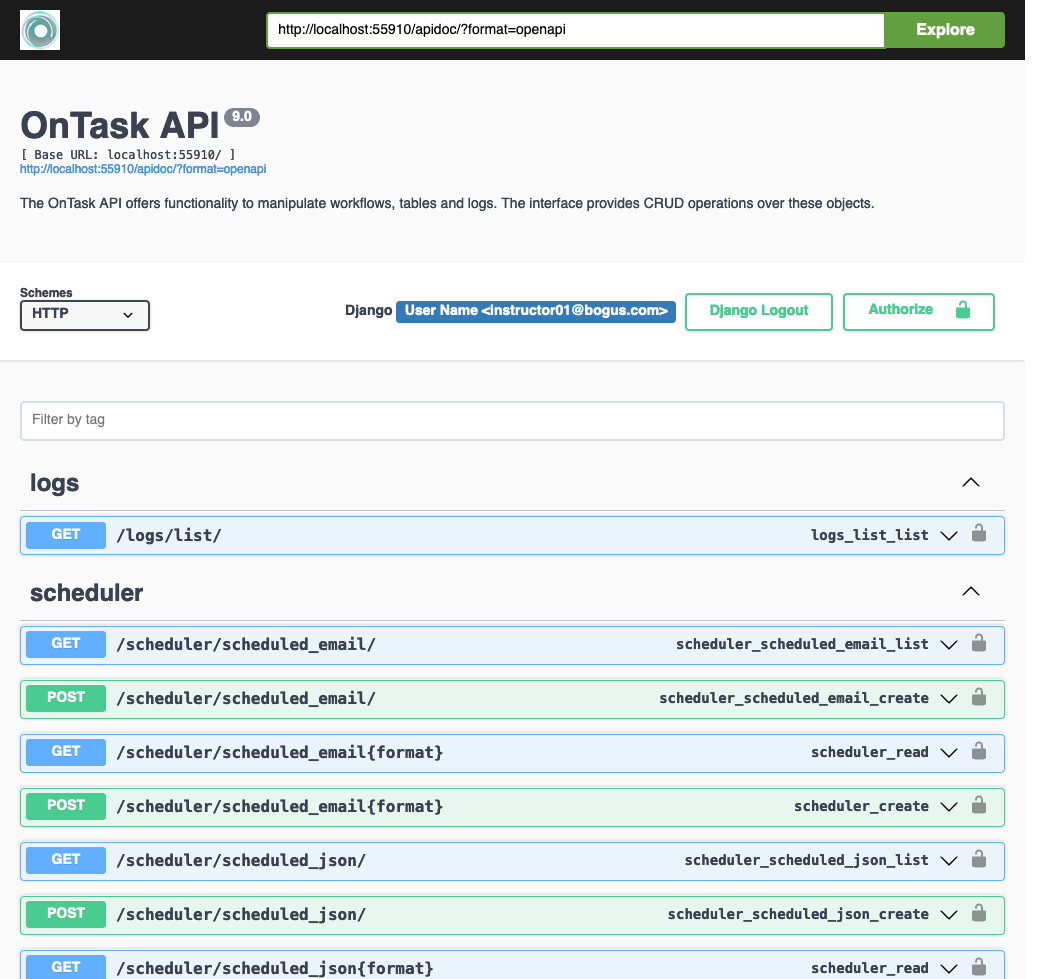 http://localhost:55910/apidoc/?format=openapi
Explore
OnTask API 9.0
[ Base URL: localhost:55910/ ]
http://localhost:55910/apidoc/?format=openapi
The OnTask API offers functionality to manipulate workflows, tables and logs. The interface provides CRUD operations over these objects.
Schemes
HTTP
Django User Name <instructor01@bogus.com>
Django Logout
Authorize
Filter by tag
logs
GET /logs/list/ logs_list_list
scheduler
GET /scheduler/scheduled_email/ scheduler_scheduled_email_list
POST /scheduler/scheduled_email/ scheduler_scheduled_email_create
GET /scheduler/scheduled_email{format} scheduler_read
POST /scheduler/scheduled_email{format} scheduler_create
GET /scheduler/scheduled_json/ scheduler_scheduled_json_list
POST /scheduler/scheduled_json/ scheduler_scheduled_json_create
GET /scheduler/scheduled_json{format} scheduler_read